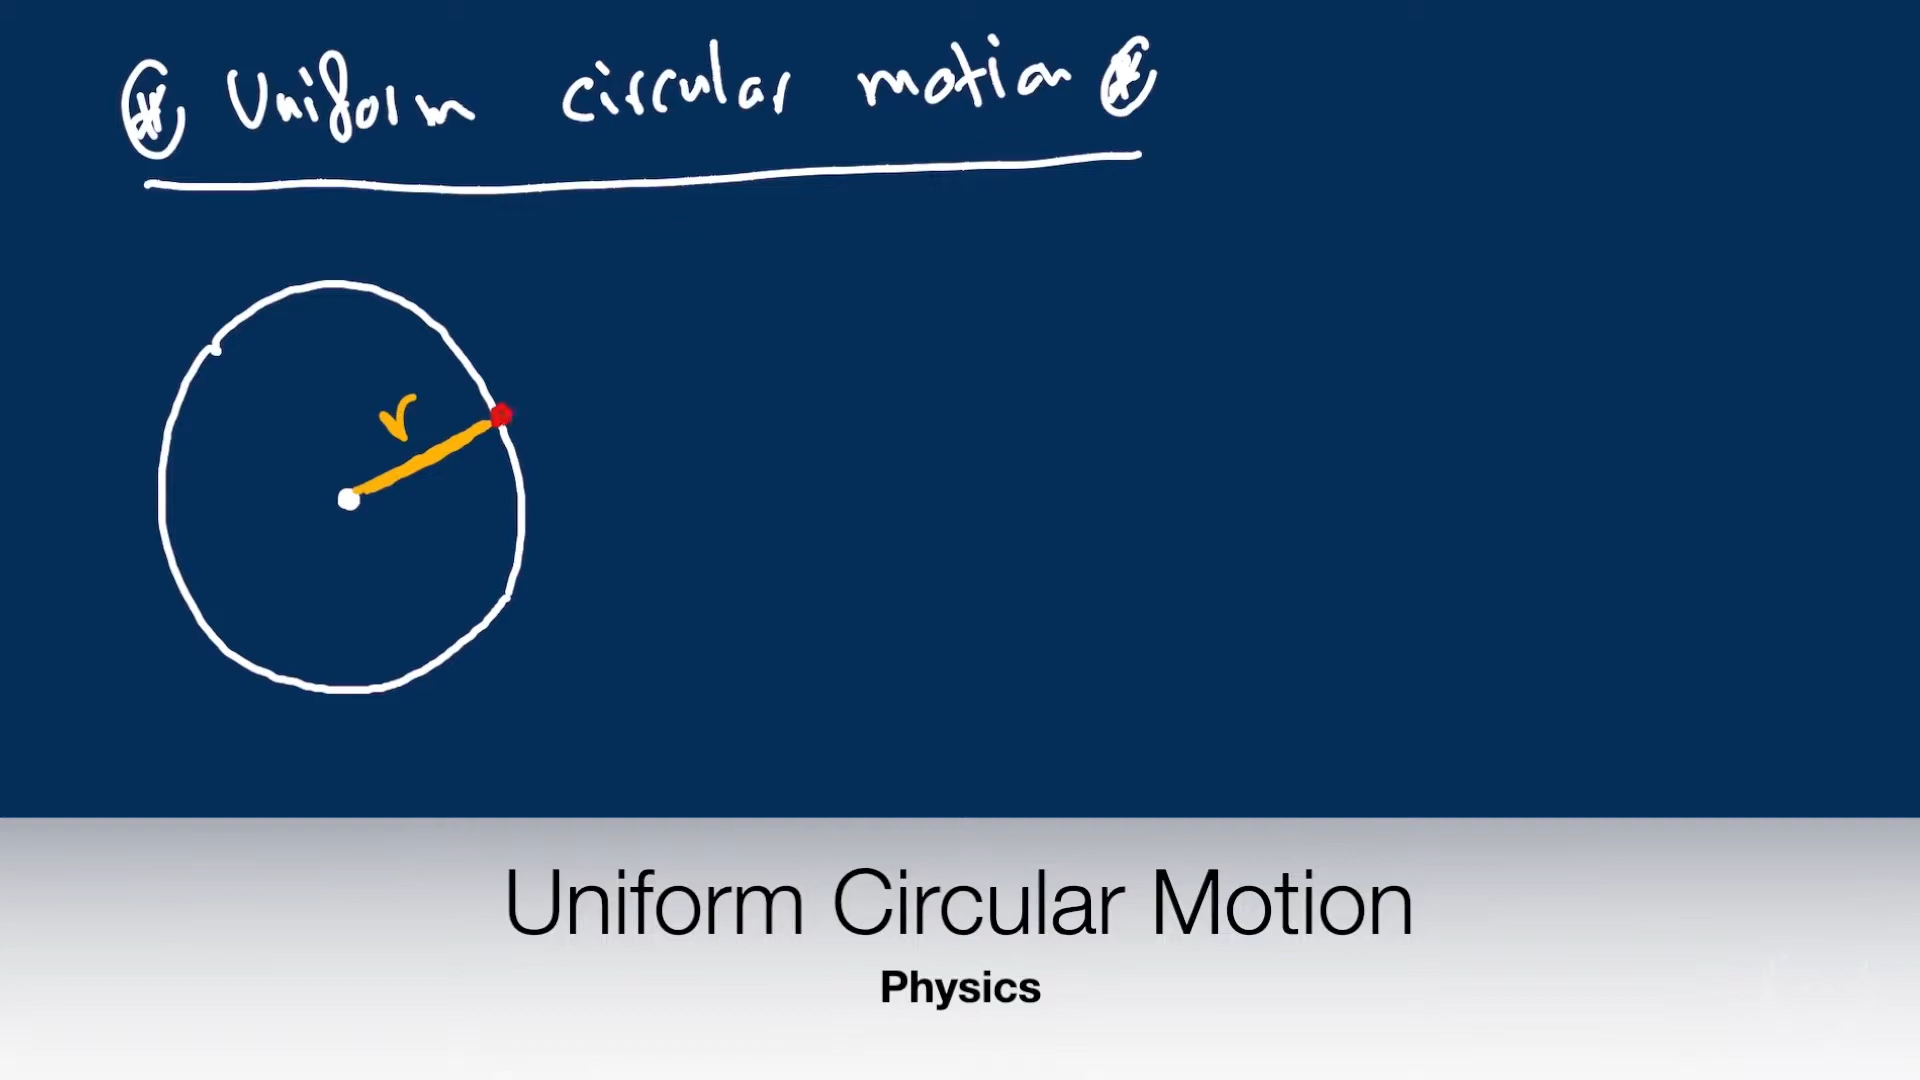 Uniform circular motion
r
Uniform Circular Motion
Physics